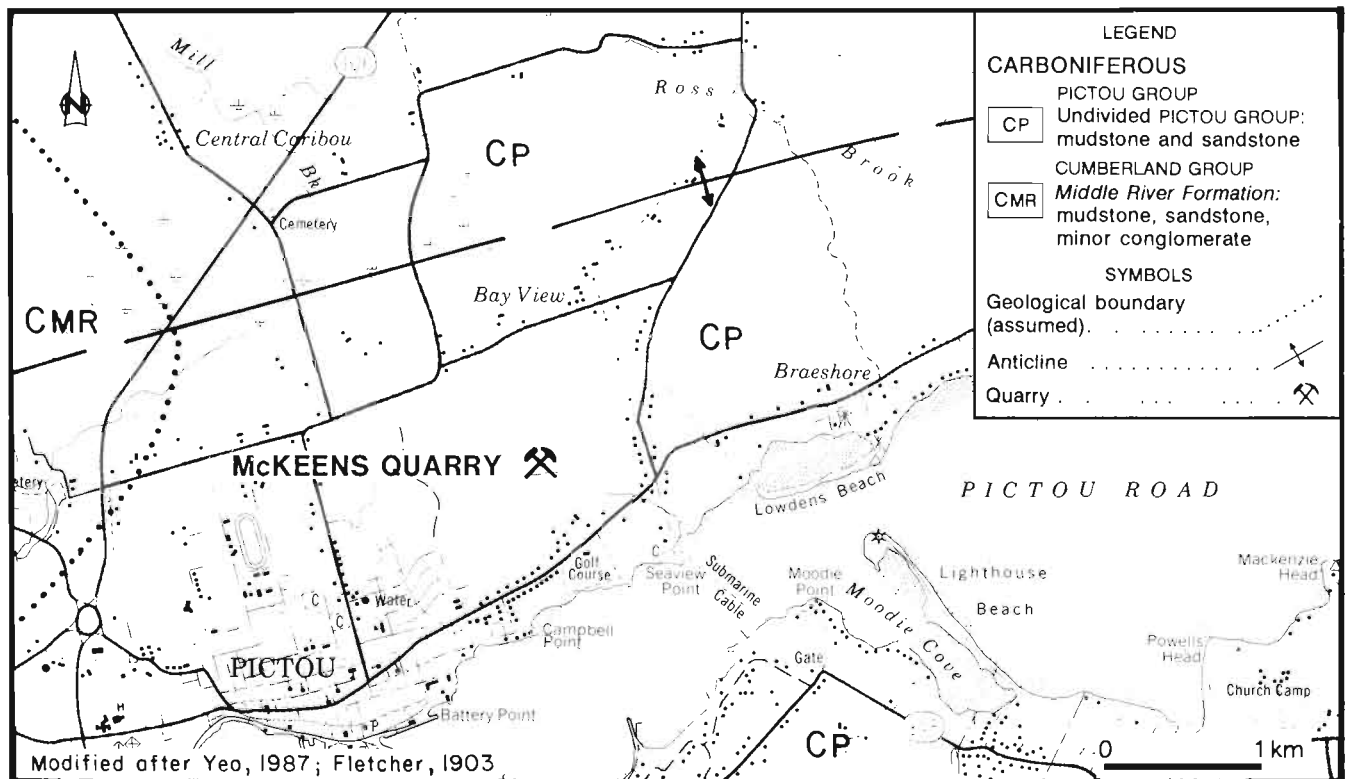 LEGEND
CARBONIFEROUS
PICTOU GROUP
CP
Undivided PICTOU GROUP:
mudstone and sandstone
CUMBERLAND GROUP
CMR
Middle River Formation:
mudstone, sandstone,
minor conglomerate
SYMBOLS
Geological boundary
(assumed). . . . . . .
Anticline . . . . . . . . . . . . .
Quarry . . . . . . . . . .
N
Mill
Bk
Central Caribou
Cemetery
Ross
Brook
CP
CMR
Bay View
CP
Braeshore
McKEENS QUARRY
Lowdens Beach
PICTOU ROAD
Golf
Course
C
Seaview
Point
Submarine
Cable
Moodie
Point
Moodie Cove
Lighthouse
Beach
Mackenzie
Head
Powells
Head
Church Camp
Gate
CP
C
C
Water
Campbell
Point
PICTOU
Battery Point
P
H
0 1 km
Modified after Yeo, 1987; Fletcher, 1903